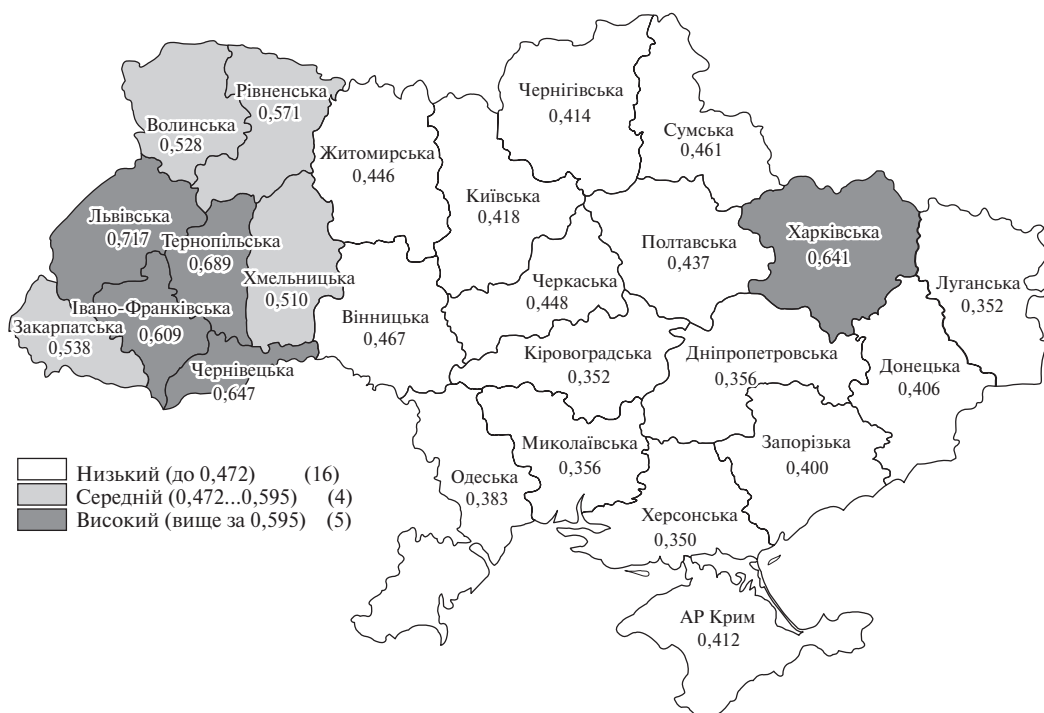 Чернігівська
0,414
Рівненська
0,571
Волинська
0,528
Сумська
0,461
Житомирська
0,446
Київська
0,418
Львівська
0,717
Тернопільська
0,689
Полтавська
0,437
Харківська
0,641
Хмельницька
0,510
Черкаська
0,448
Луганська
0,352
Івано-Франківська
0,609
Закарпатська
0,538
Вінницька
0,467
Кіровоградська
0,352
Дніпропетровська
0,356
Донецька
0,406
Чернівецька
0,647
Миколаївська
0,356
Запорізька
0,400
Одеська
0,383
Херсонська
0,350
АР Крим
0,412
Низький (до 0,472) (16)
Середній (0,472...0,595) (4)
Високий (вище за 0,595) (5)